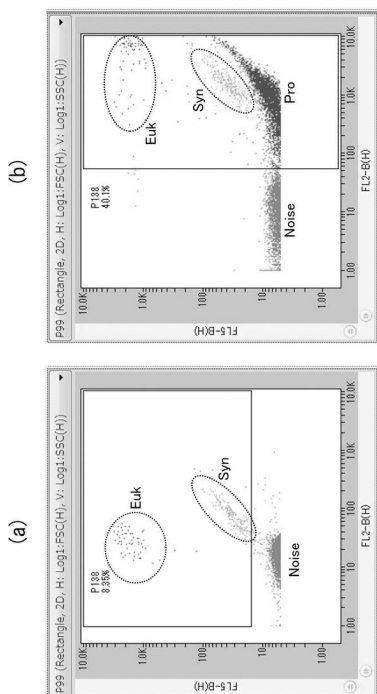 (a)
P99 (Rectangle, 2D, H: Log1:FSC(H), V: Log1:SSC(H))
FL5-B(H)
10.0K
1.0K
100
10
1.00
P138
8.35%
Euk
Syn
Noise
1.00
10
100
1.0K
10.0K
FL2-B(H)
(b)
P99 (Rectangle, 2D, H: Log1:FSC(H), V: Log1:SSC(H))
FL5-B(H)
10.0K
1.0K
100
10
1.00
P138
40.1%
Euk
Syn
Pro
Noise
1.00
10
100
1.0K
10.0K
FL2-B(H)